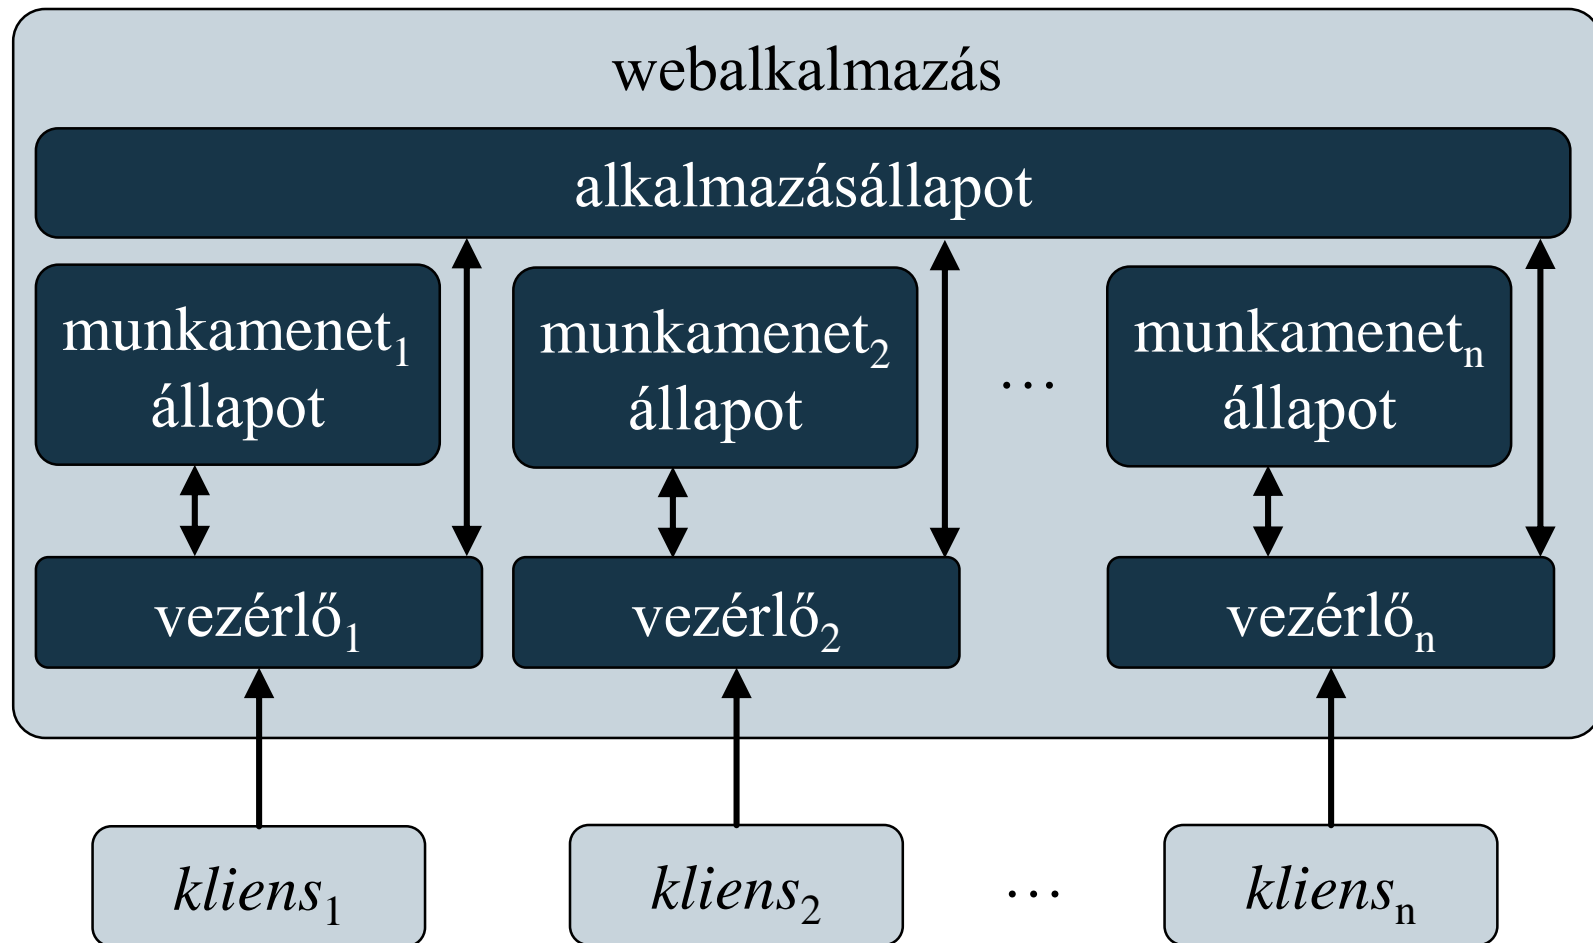 webalkalmazás
alkalmazásállapot
munkamenet₁
állapot
munkamenet₂
állapot
…
munkamenetₙ
állapot
vezérlő₁
vezérlő₂
vezérlőₙ
kliens₁
kliens₂
…
kliensₙ